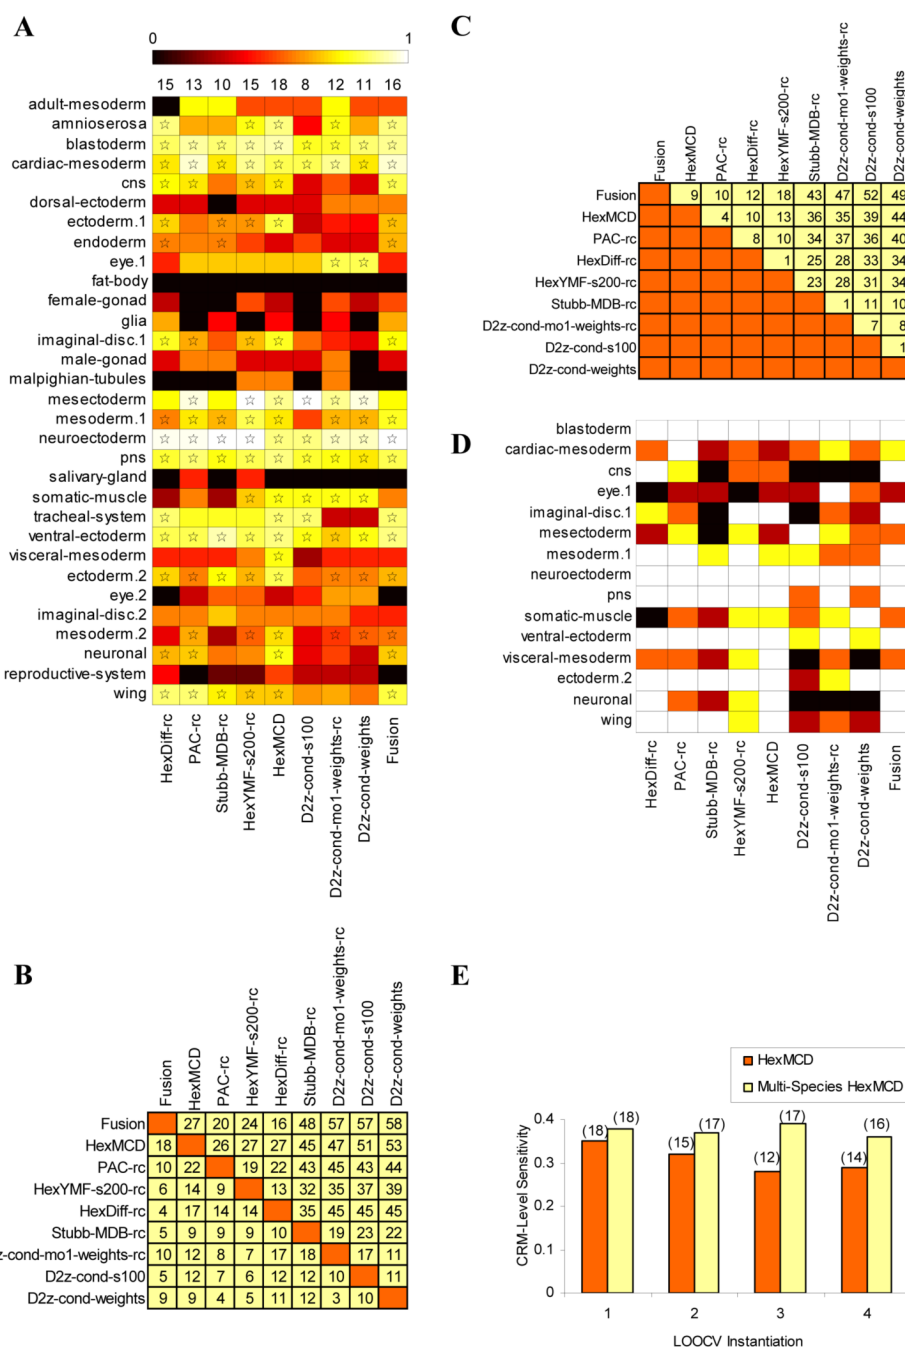 A
0 1
15 13 10 15 18 8 12 11 16
adult-mesoderm
amnioserosa
blastoderm
cardiac-mesoderm
cns
dorsal-ectoderm
ectoderm.1
endoderm
eye.1
fat-body
female-gonad
glia
imaginal-disc.1
male-gonad
malpighian-tubules
mesectoderm
mesoderm.1
neuroectoderm
pns
salivary-gland
somatic-muscle
tracheal-system
ventral-ectoderm
visceral-mesoderm
ectoderm.2
eye.2
imaginal-disc.2
mesoderm.2
neuronal
reproductive-system
wing
HexDiff-rc
PAC-rc
Stubb-MDB-rc
HexYMF-s200-rc
HexMCD
D2z-cond-s100
D2z-cond-mo1-weights-rc
D2z-cond-weights
Fusion
B
Fusion
HexMCD
PAC-rc
HexYMF-s200-rc
HexDiff-rc
Stubb-MDB-rc
D2z-cond-mo1-weights-rc
D2z-cond-s100
D2z-cond-weights
Fusion 27 20 24 16 48 57 57 58
HexMCD 18 26 27 27 45 47 51 53
PAC-rc 10 22 19 22 43 45 43 44
HexYMF-s200-rc 6 14 9 13 32 35 37 39
HexDiff-rc 4 17 14 14 35 45 45 45
Stubb-MDB-rc 5 9 9 9 10 19 23 22
z-cond-mo1-weights-rc 10 12 8 7 17 18 17 11
D2z-cond-s100 5 12 7 6 12 12 10 11
D2z-cond-weights 9 9 4 5 11 12 3 10
C
Fusion
HexMCD
PAC-rc
HexDiff-rc
HexYMF-s200-rc
Stubb-MDB-rc
D2z-cond-mo1-weights-rc
D2z-cond-s100
D2z-cond-weights
Fusion 9 10 12 18 43 47 52 49
HexMCD 4 10 13 36 35 39 44
PAC-rc 8 10 34 37 36 40
HexDiff-rc 1 25 28 33 34
HexYMF-s200-rc 23 28 31 34
Stubb-MDB-rc 1 11 10
D2z-cond-mo1-weights-rc 7 8
D2z-cond-s100 1
D2z-cond-weights
D
blastoderm
cardiac-mesoderm
cns
eye.1
imaginal-disc.1
mesectoderm
mesoderm.1
neuroectoderm
pns
somatic-muscle
ventral-ectoderm
visceral-mesoderm
ectoderm.2
neuronal
wing
HexDiff-rc
PAC-rc
Stubb-MDB-rc
HexYMF-s200-rc
HexMCD
D2z-cond-s100
D2z-cond-mo1-weights-rc
D2z-cond-weights
Fusion
E
HexMCD
Multi-Species HexMCD
CRM-Level Sensitivity
0.4
0.3
0.2
0.1
0
(18) (18) (15) (17) (12) (17) (14) (16)
1 2 3 4
LOOCV Instantiation